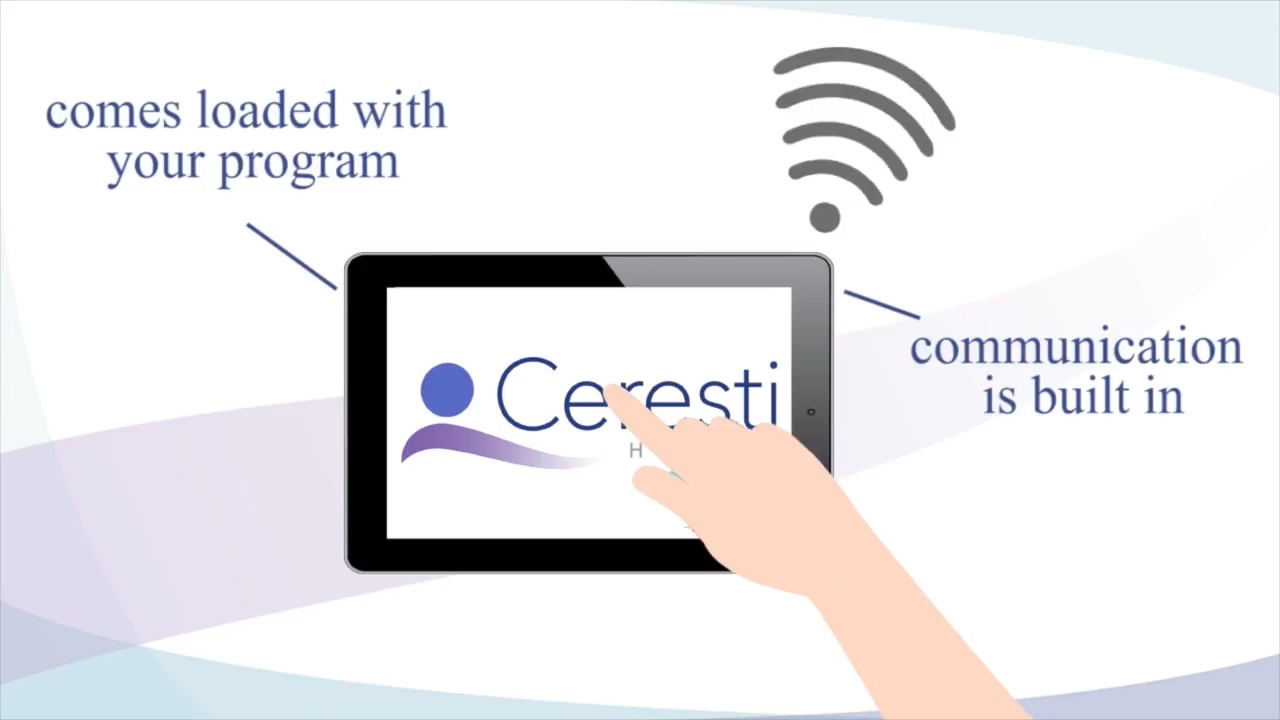 comes loaded with
your program
Ceresti
H
communication
is built in